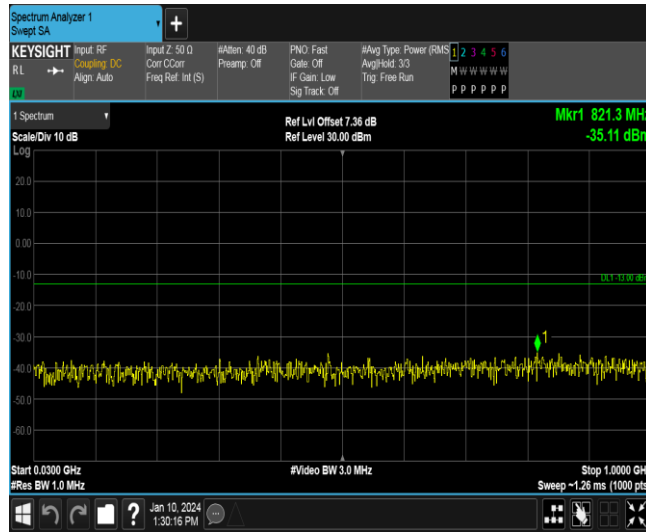 Spectrum Analyzer 1
Swept SA
KEYSIGHT
RL
LXI
Input: RF
Coupling: DC
Align: Auto
Input Z: 50 Ω
Corr CCorr
Freq Ref: Int (S)
#Atten: 40 dB
Preamp: Off
PNO: Fast
Gate: Off
IF Gain: Low
Sig Track: Off
#Avg Type: Power (RMS
Avg|Hold: 3/3
Trig: Free Run
1 2 3 4 5 6
M W W W W W
P P P P P P
1 Spectrum
Scale/Div 10 dB
Log
Ref Lvl Offset 7.36 dB
Ref Level 30.00 dBm
Mkr1 821.3 MHz
-35.11 dBm
20.0
10.0
0.00
-10.0
DL1 -13.00 dBm
-20.0
-30.0
1
-40.0
-50.0
-60.0
Start 0.0300 GHz
#Res BW 1.0 MHz
#Video BW 3.0 MHz
Stop 1.0000 GHz
Sweep ~1.26 ms (1000 pts)
?
Jan 10, 2024
1:30:16 PM